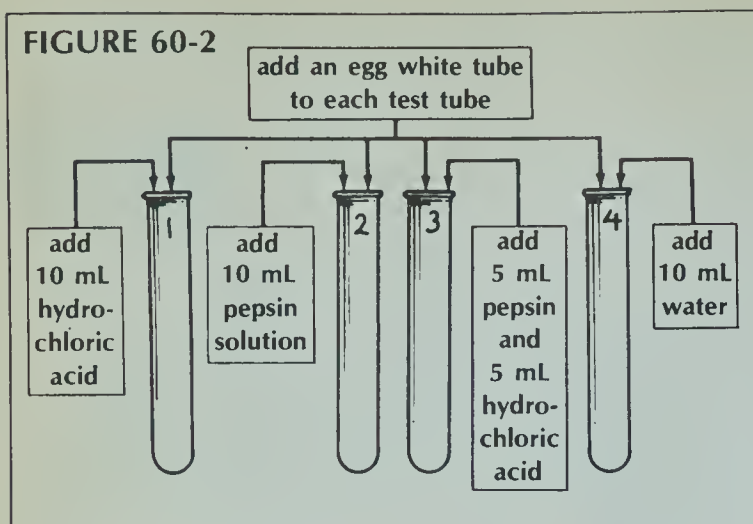 FIGURE 60-2
add an egg white tube
to each test tube
1
2
3
4
add
10 mL
hydro-
chloric
acid
add
10 mL
pepsin
solution
add
5 mL
pepsin
and
5 mL
hydro-
chloric
acid
add
10 mL
water